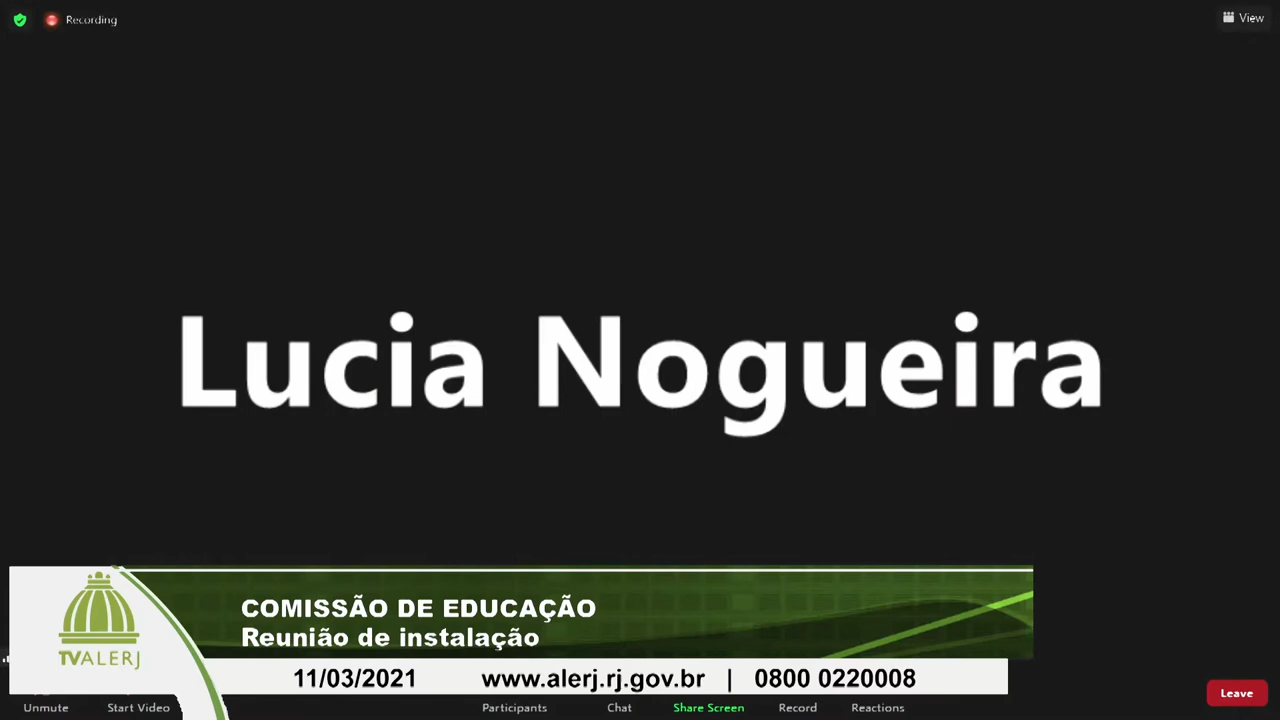 Recording
View
Lucia Nogueira
COMISSÃO DE EDUCAÇÃO
Reunião de instalação
TVALERJ
11/03/2021 www.alerj.rj.gov.br | 0800 0220008
Leave
Unmute Start Video Participants Chat Share Screen Record Reactions